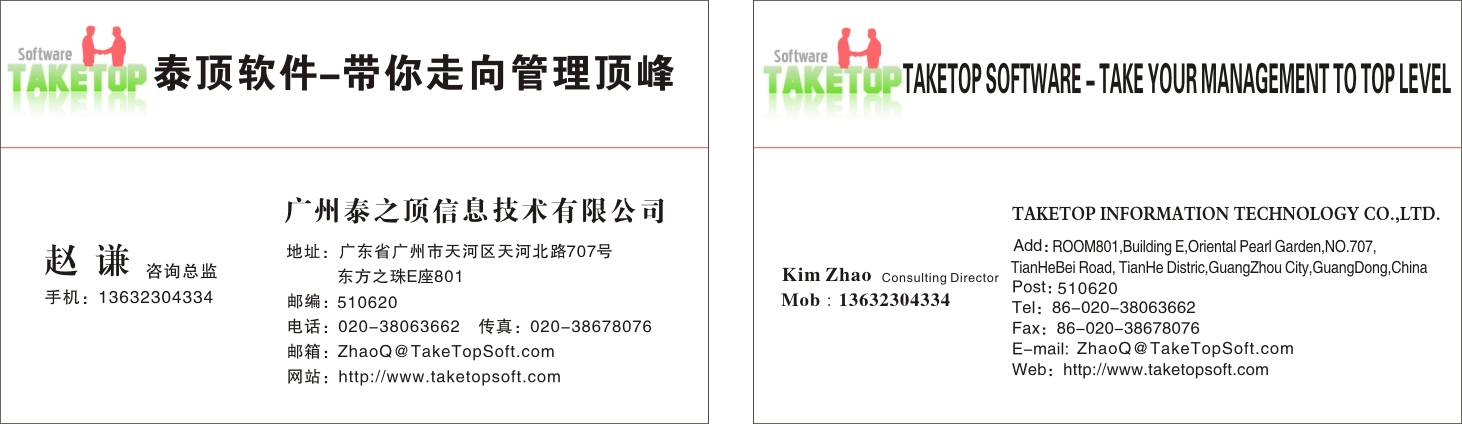 Software
TAKETOP
泰顶软件-带你走向管理顶峰
广州泰之顶信息技术有限公司
赵 谦 咨询总监
手机：13632304334
地址：广东省广州市天河区天河北路707号
东方之珠E座801
邮编：510620
电话：020-38063662 传真：020-38678076
邮箱：ZhaoQ@TakeTopSoft.com
网站：http://www.taketopsoft.com
Software
TAKETOP
TAKETOP SOFTWARE - TAKE YOUR MANAGEMENT TO TOP LEVEL
TAKETOP INFORMATION TECHNOLOGY CO.,LTD.
Kim Zhao Consulting Director
Mob：13632304334
Add：ROOM801,Building E,Oriental Pearl Garden,NO.707,
TianHeBei Road, TianHe Distric,GuangZhou City,GuangDong,China
Post：510620
Tel：86-020-38063662
Fax：86-020-38678076
E-mail: ZhaoQ@TakeTopSoft.com
Web：http://www.taketopsoft.com